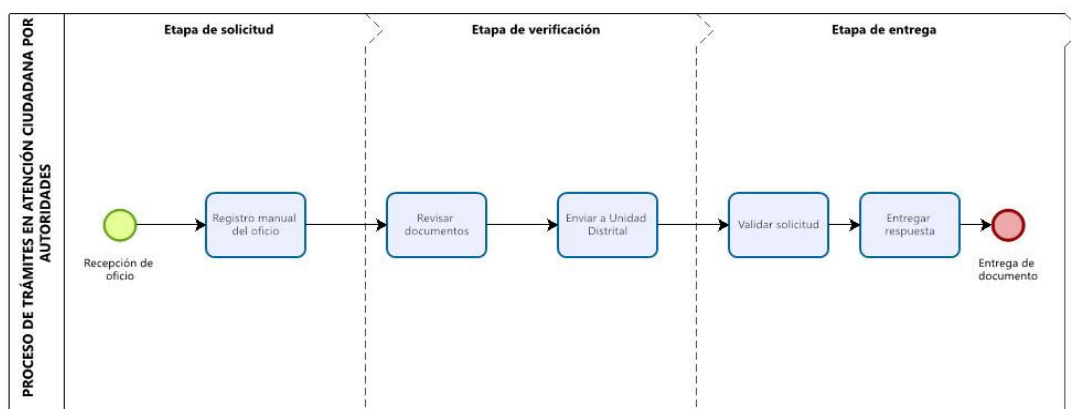 PROCESO DE TRÁMITES EN ATENCIÓN CIUDADANA POR
AUTORIDADES
Etapa de solicitud
Etapa de verificación
Etapa de entrega
Recepción de
oficio
Registro manual
del oficio
Revisar
documentos
Enviar a Unidad
Distrital
Validar solicitud
Entregar
respuesta
Entrega de
documento